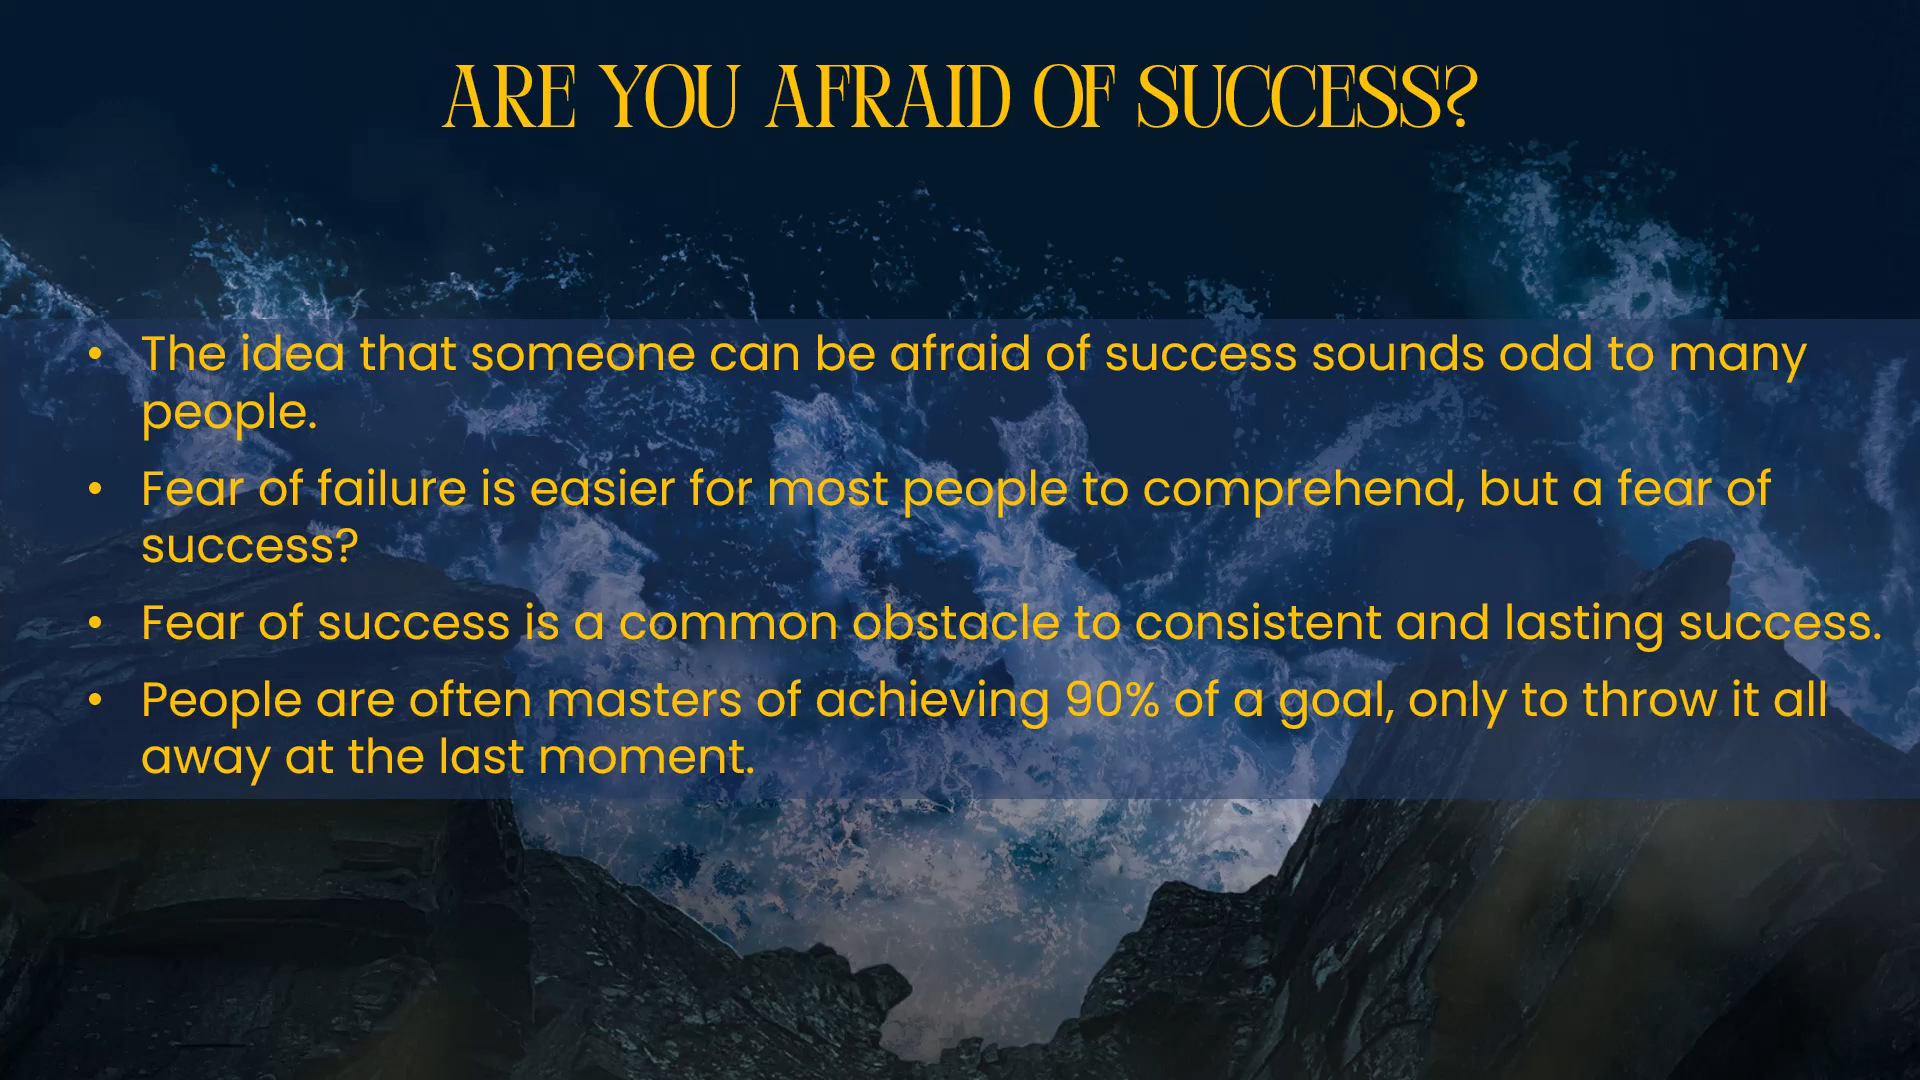 ARE YOU AFRAID OF SUCCESS?
• The idea that someone can be afraid of success sounds odd to many
people.
• Fear of failure is easier for most people to comprehend, but a fear of
success?
• Fear of success is a common obstacle to consistent and lasting success.
• People are often masters of achieving 90% of a goal, only to throw it all
away at the last moment.